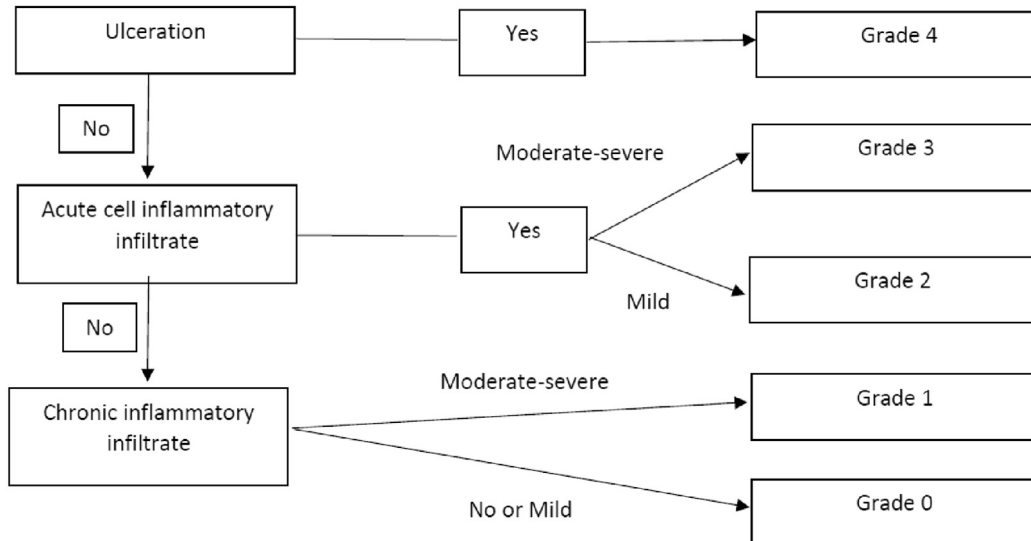 Ulceration
Yes
Grade 4
No
Moderate-severe
Grade 3
Acute cell inflammatory
infiltrate
Yes
Mild
Grade 2
No
Moderate-severe
Grade 1
Chronic inflammatory
infiltrate
No or Mild
Grade 0